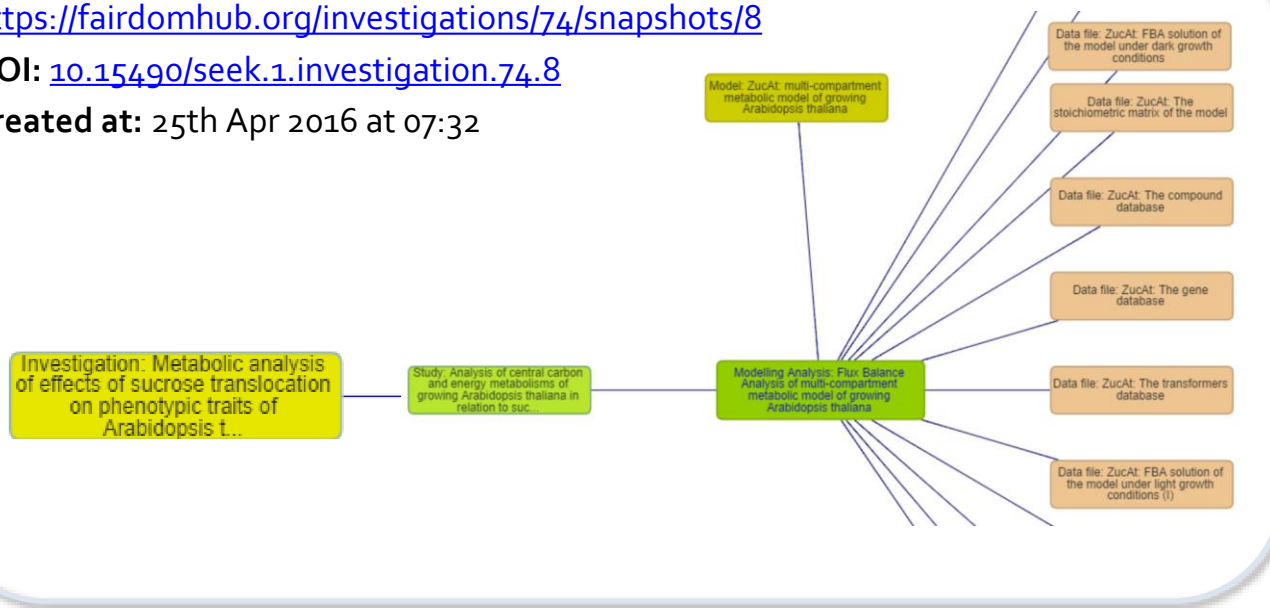 ttps://fairdomhub.org/investigations/74/snapshots/8
OI: 10.15490/seek.1.investigation.74.8
reated at: 25th Apr 2016 at 07:32
Data file: ZucAt: FBA solution of
the model under dark growth
conditions
Model: ZucAt: multi-compartment
metabolic model of growing
Arabidopsis thaliana
Data file: ZucAt: The
stoichiometric matrix of the model
Data file: ZucAt: The compound
database
Data file: ZucAt: The gene
database
Investigation: Metabolic analysis
of effects of sucrose translocation
on phenotypic traits of
Arabidopsis t...
Study: Analysis of central carbon
and energy metabolisms of
growing Arabidopsis thaliana in
relation to suc...
Modelling Analysis: Flux Balance
Analysis of multi-compartment
metabolic model of growing
Arabidopsis thaliana
Data file: ZucAt: The transformers
database
Data file: ZucAt: FBA solution of
the model under light growth
conditions (I)